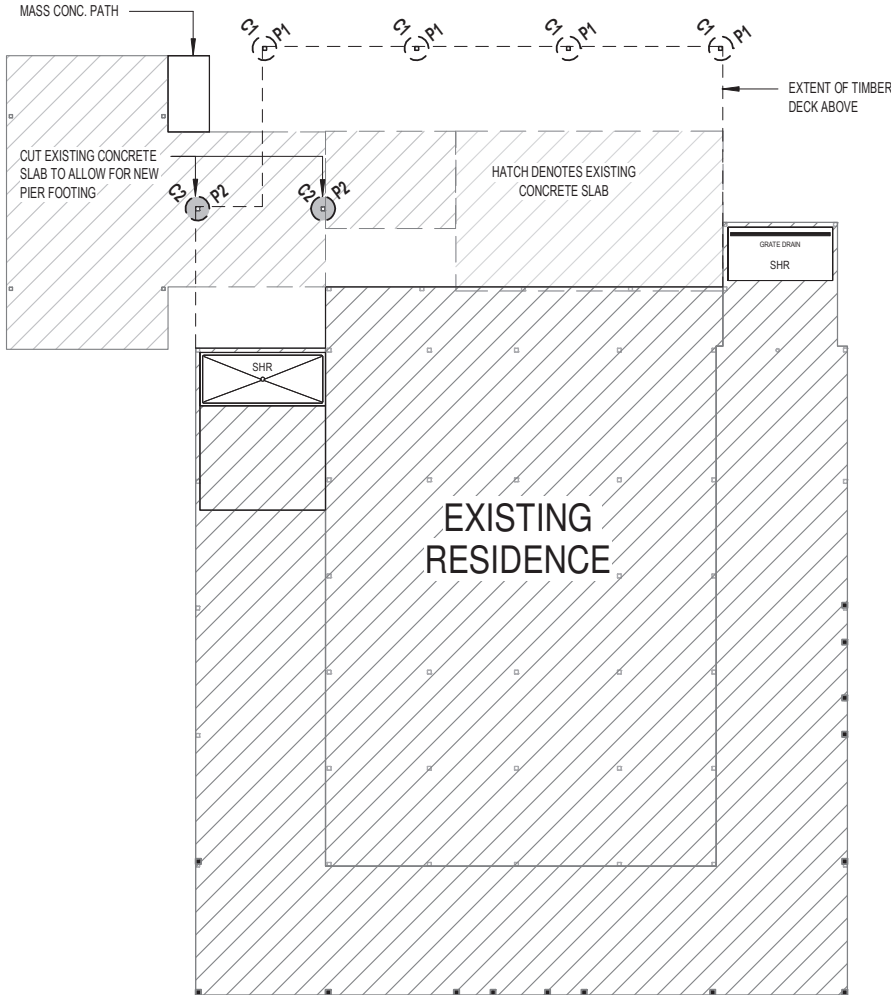 MASS CONC. PATH
C1 P1
C1 P1
C1 P1
C1 P1
EXTENT OF TIMBER
DECK ABOVE
CUT EXISTING CONCRETE
SLAB TO ALLOW FOR NEW
PIER FOOTING
C2 P2
C2 P2
HATCH DENOTES EXISTING
CONCRETE SLAB
GRATE DRAIN
SHR
SHR
EXISTING
RESIDENCE